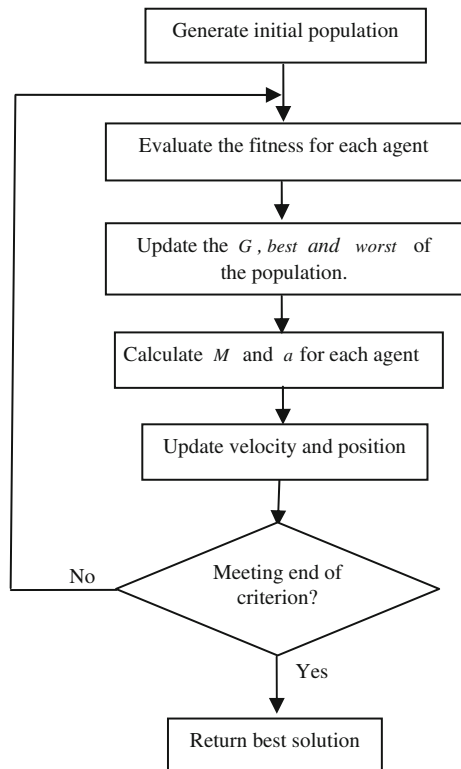 Generate initial population
Evaluate the fitness for each agent
Update the G , best and worst of
the population.
Calculate M and a for each agent
Update velocity and position
Meeting end of
criterion?
No
Yes
Return best solution